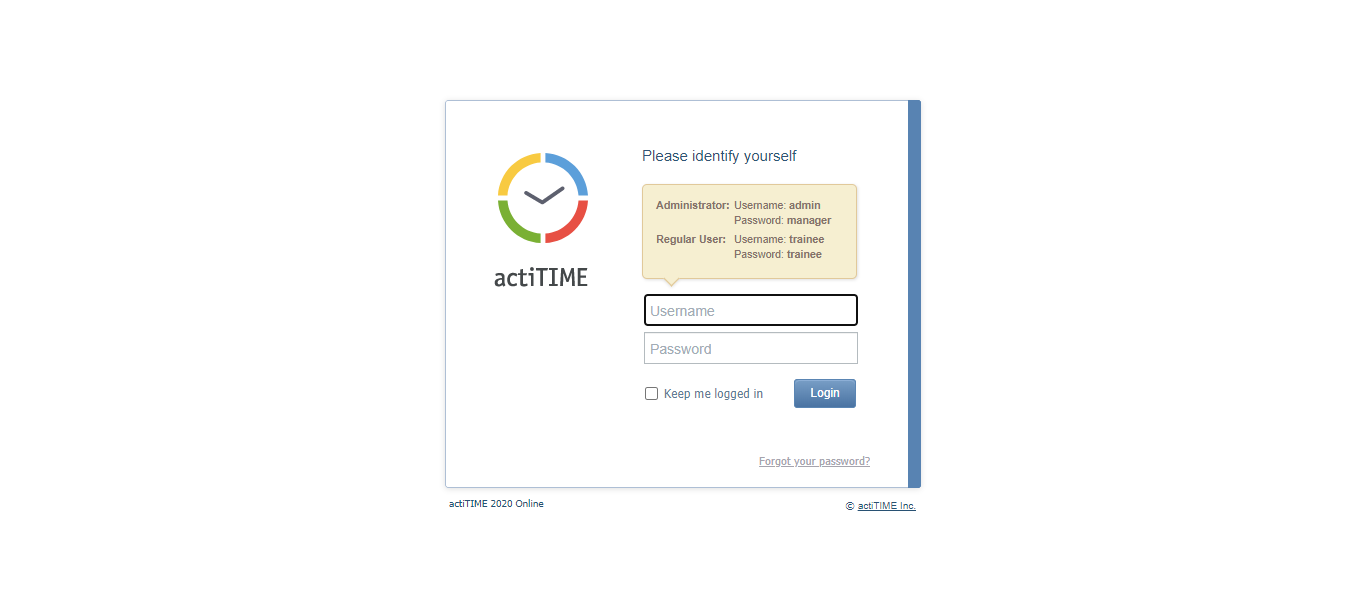 Please identify yourself
Administrator: Username: admin
Password: manager
Regular User: Username: trainee
Password: trainee
actiTIME
Username
Password
Keep me logged in
Login
Forgot your password?
actiTIME 2020 Online
© actiTIME Inc.